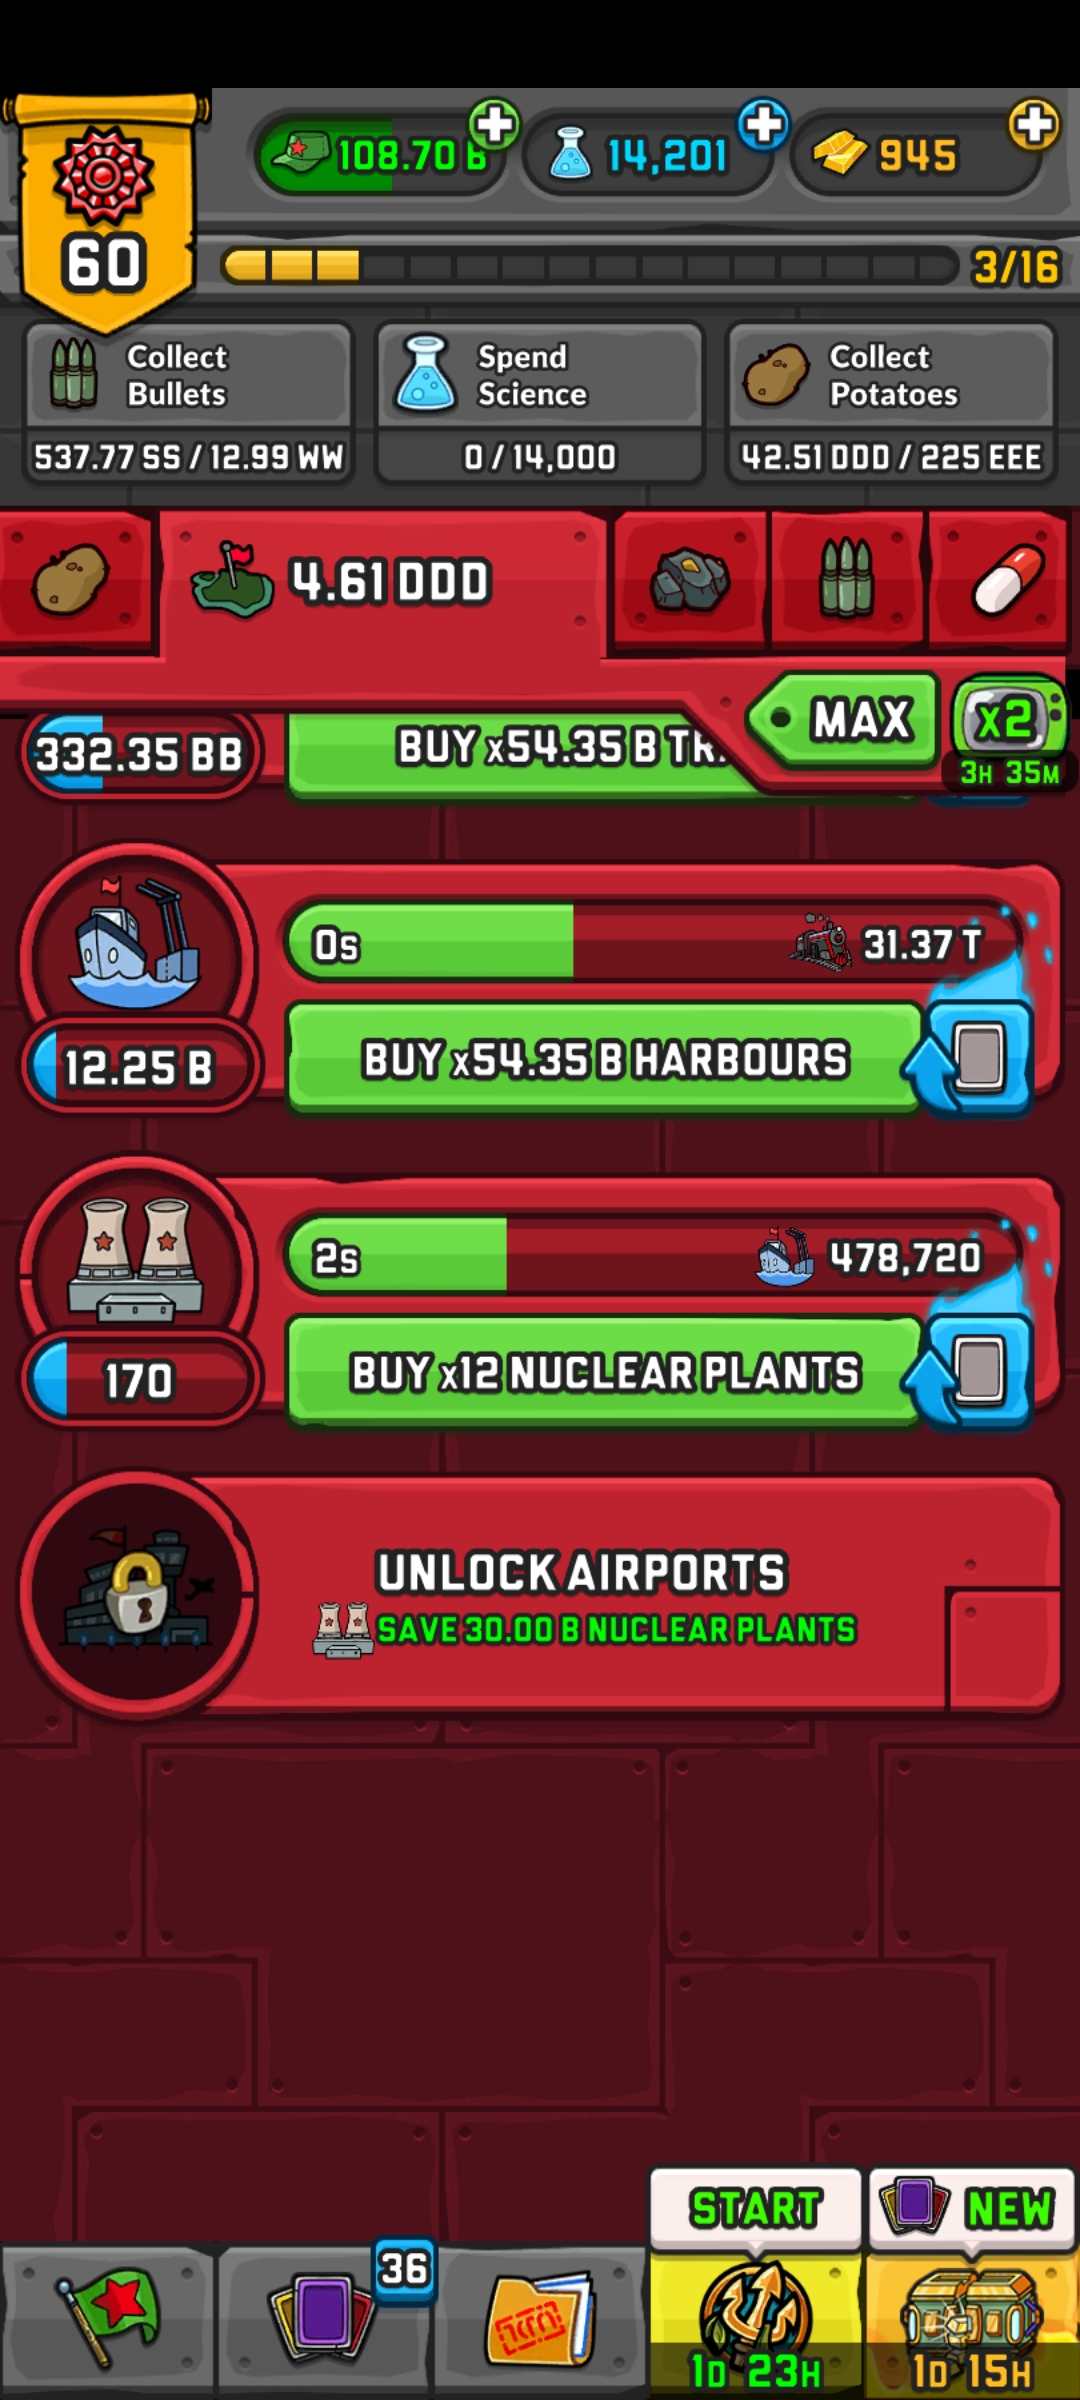 60
108.70 B
14,201
945
3/16
Collect
Bullets
537.77 SS / 12.99 WW
Spend
Science
0 / 14,000
Collect
Potatoes
42.51 DDD / 225 EEE
4.61 DDD
MAX
x2
3H 35M
332.35 BB
BUY x54.35 B
0s
31.37 T
12.25 B
BUY x54.35 B HARBOURS
2s
478,720
170
BUY x12 NUCLEAR PLANTS
UNLOCK AIRPORTS
SAVE 30.00 B NUCLEAR PLANTS
START
NEW
36
1D 23H
1D 15H